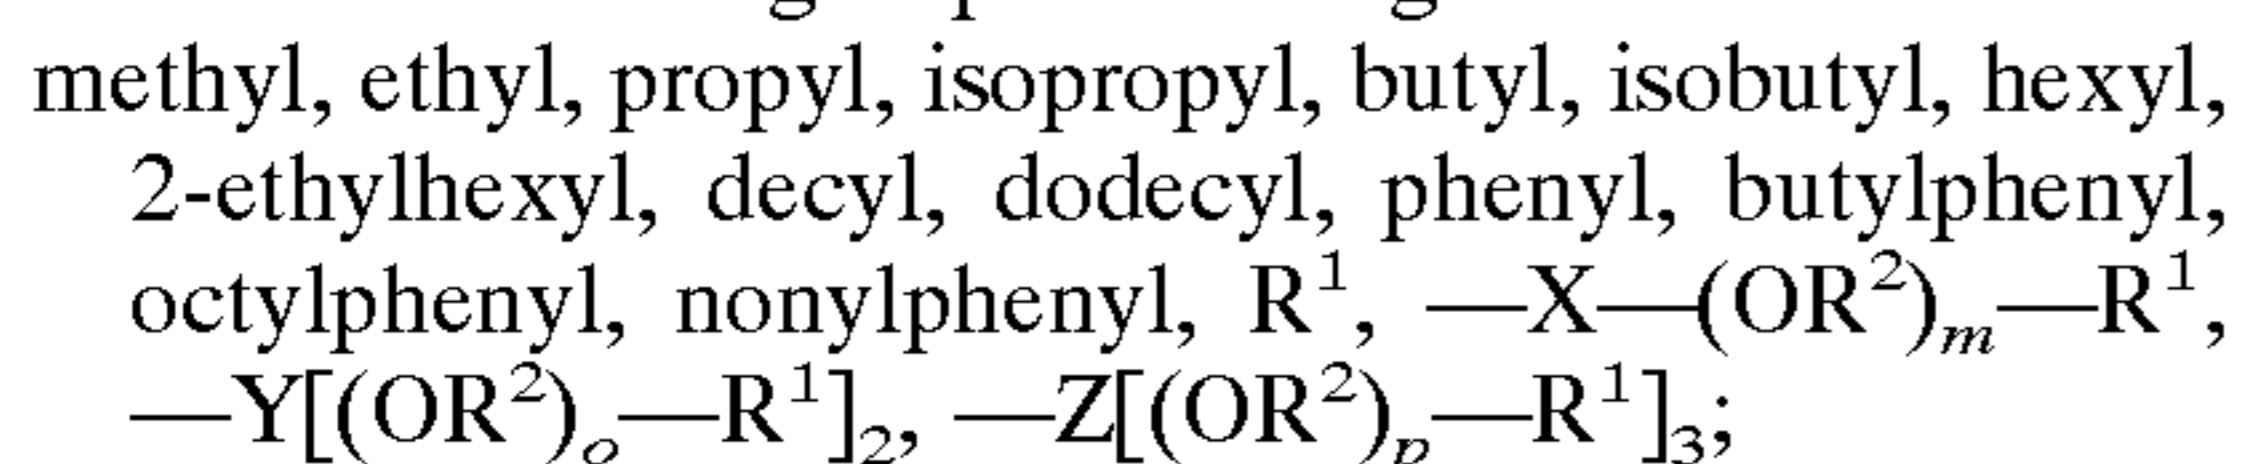 methyl, ethyl, propyl, isopropyl, butyl, isobutyl, hexyl,
2-ethylhexyl, decyl, dodecyl, phenyl, butylphenyl,
octylphenyl, nonylphenyl, R¹, —X—(OR²)ₘ—R¹,
—Y[(OR²)ₒ—R¹]₂, —Z[(OR²)ₚ—R¹]₃;